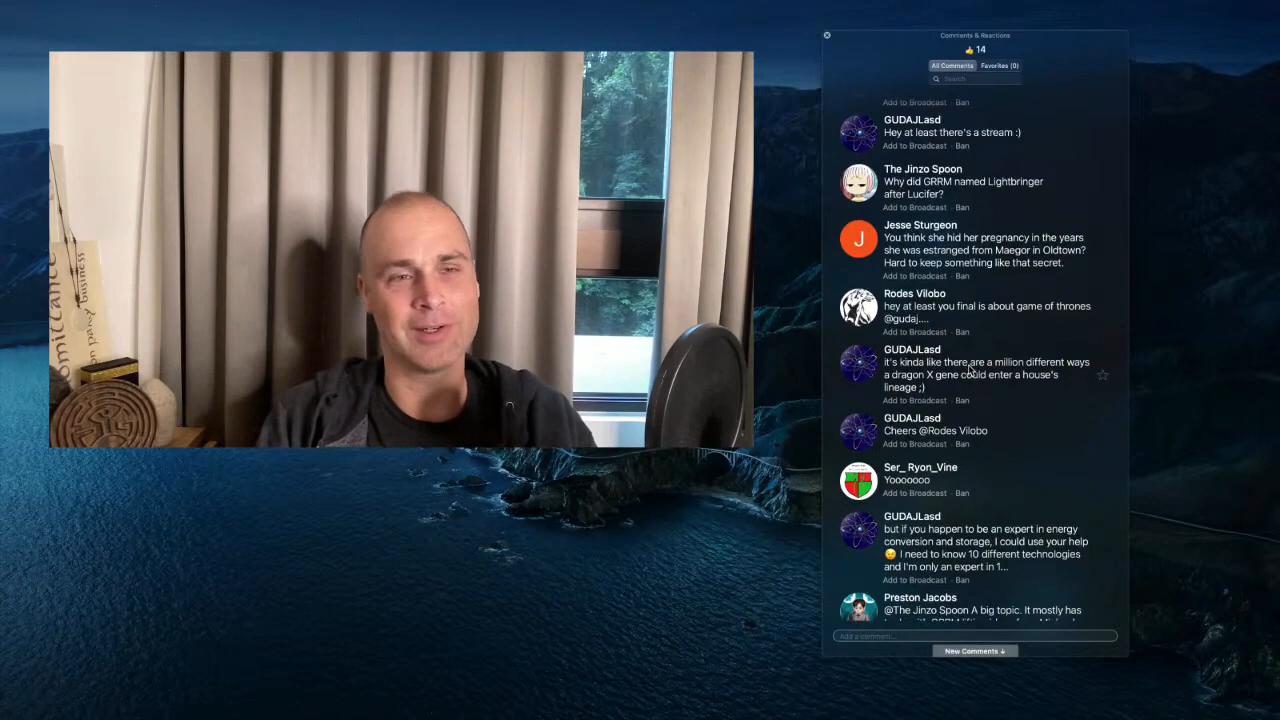 omittance
on parvy
business
Comments & Reactions
👍 14
All Comments Favorites (0)
Search
Add to Broadcast · Ban
GUDAJLasd
Hey at least there's a stream :)
Add to Broadcast · Ban
The Jinzo Spoon
Why did GRRM named Lightbringer
after Lucifer?
Add to Broadcast · Ban
J
Jesse Sturgeon
You think she hid her pregnancy in the years
she was estranged from Maegor in Oldtown?
Hard to keep something like that secret.
Add to Broadcast · Ban
Rodes Vilobo
hey at least you final is about game of thrones
@gudaj....
Add to Broadcast · Ban
GUDAJLasd
it's kinda like there are a million different ways
a dragon X gene could enter a house's
lineage ;)
Add to Broadcast · Ban
GUDAJLasd
Cheers @Rodes Vilobo
Add to Broadcast · Ban
Ser_ Ryon_Vine
Yooooooo
Add to Broadcast · Ban
GUDAJLasd
but if you happen to be an expert in energy
conversion and storage, I could use your help
😉 I need to know 10 different technologies
and I'm only an expert in 1...
Add to Broadcast · Ban
Preston Jacobs
@The Jinzo Spoon A big topic. It mostly has
Add a comment...
New Comments ↓